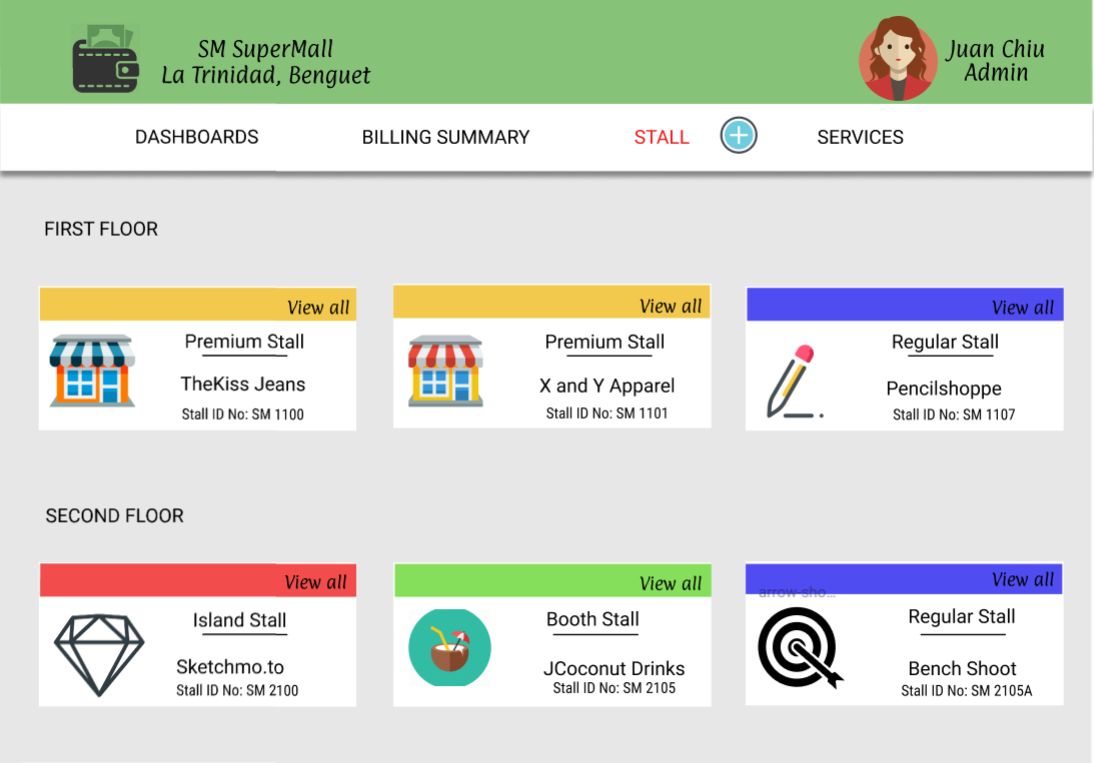 SM SuperMall
La Trinidad, Benguet
Juan Chiu
Admin
DASHBOARDS
BILLING SUMMARY
STALL
SERVICES
FIRST FLOOR
View all
Premium Stall
TheKiss Jeans
Stall ID No: SM 1100
View all
Premium Stall
X and Y Apparel
Stall ID No: SM 1101
View all
Regular Stall
Pencilshoppe
Stall ID No: SM 1107
SECOND FLOOR
View all
Island Stall
Sketchmo.to
Stall ID No: SM 2100
View all
Booth Stall
JCoconut Drinks
Stall ID No: SM 2105
View all
arrow-sho...
Regular Stall
Bench Shoot
Stall ID No: SM 2105A